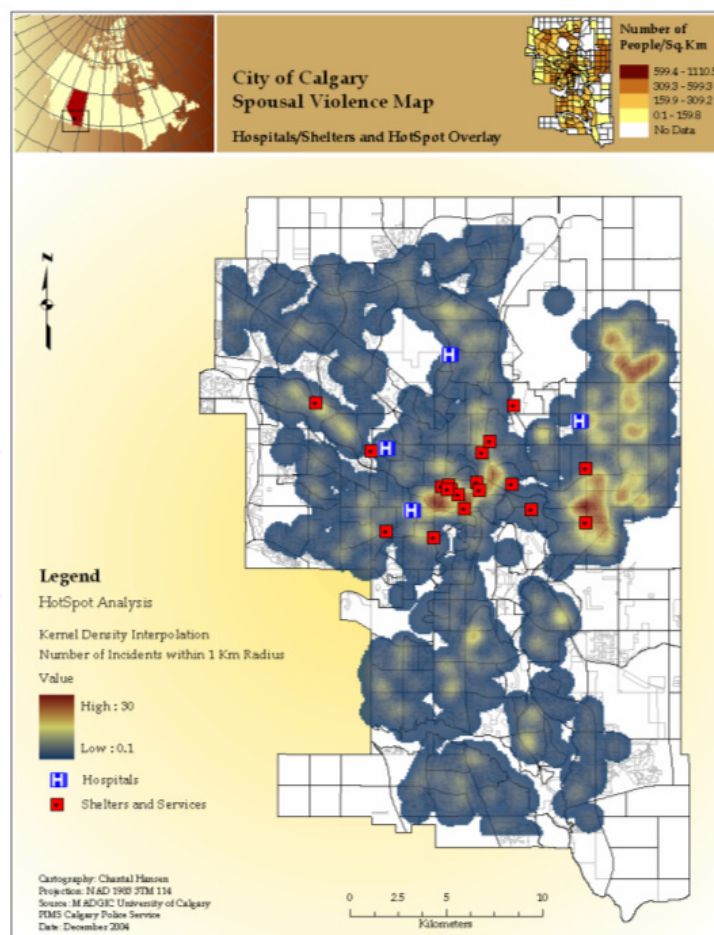 City of Calgary
Spousal Violence Map
Hospitals/Shelters and HotSpot Overlay
Number of
People/Sq.Km
599.4 - 1110.5
309.3 - 599.3
159.9 - 309.2
0.1 - 159.8
No Data
N
H
H
H
H
Legend
HotSpot Analysis
Kernel Density Interpolation
Number of Incidents within 1 Km Radius
Value
High : 30
Low : 0.1
H Hospitals
Shelters and Services
Cartography: Chantal Hansen
Projection: NAD 1983 3TM 114
Source: MADGIC University of Calgary
PIMS Calgary Police Service
Date: December 2004
0 2.5 5 10
Kilometers